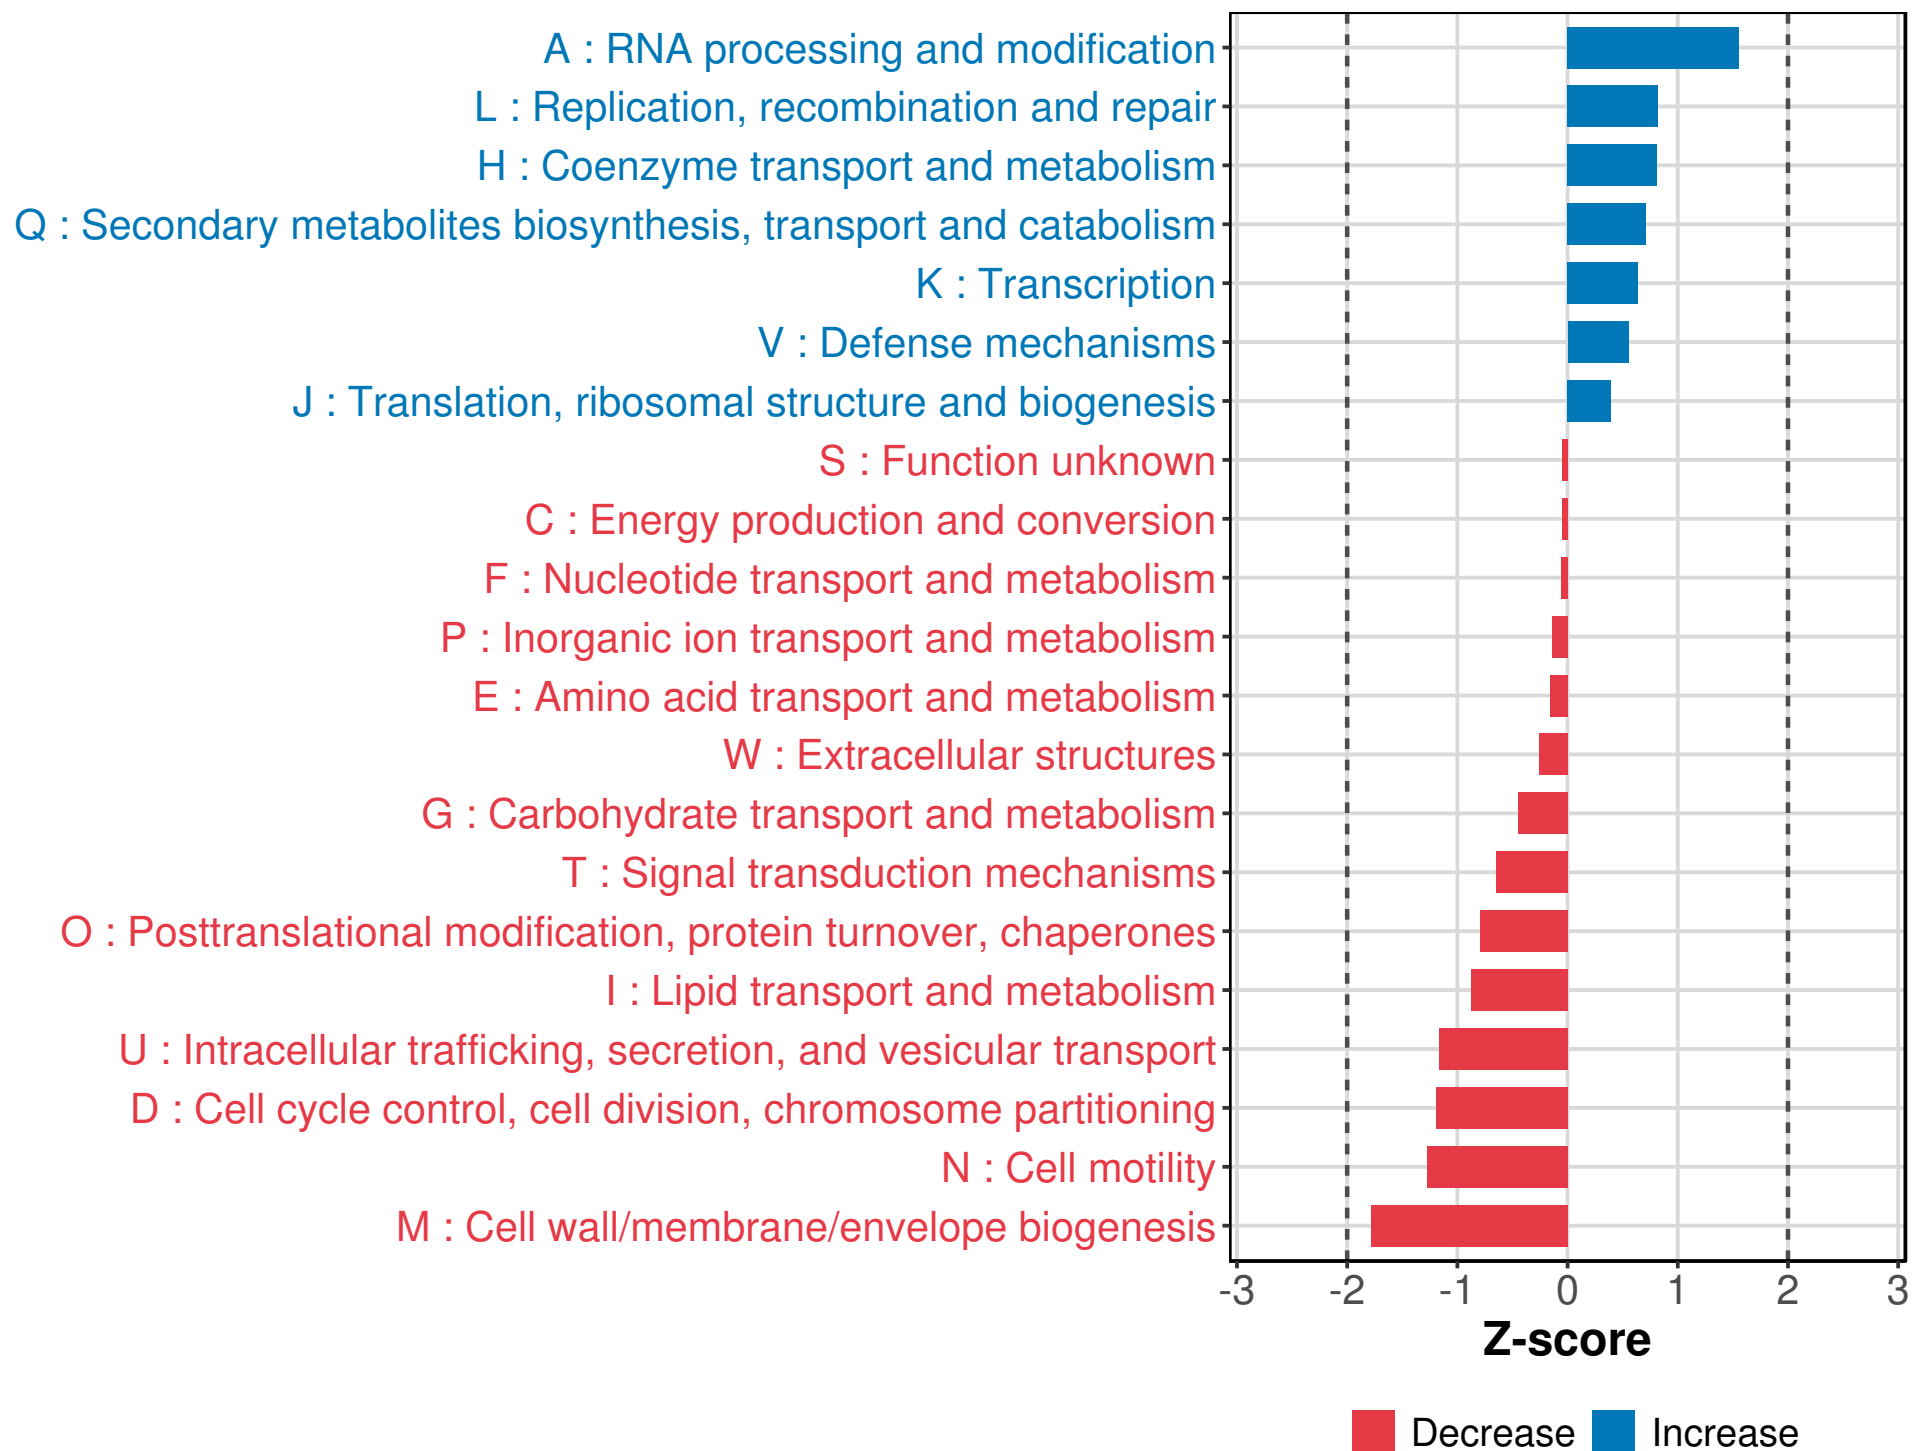 A : RNA processing and modification
L : Replication, recombination and repair
H : Coenzyme transport and metabolism
Q : Secondary metabolites biosynthesis, transport and catabolism
K : Transcription
V : Defense mechanisms
J : Translation, ribosomal structure and biogenesis
S : Function unknown
C : Energy production and conversion
F : Nucleotide transport and metabolism
P : Inorganic ion transport and metabolism
E : Amino acid transport and metabolism
W : Extracellular structures
G : Carbohydrate transport and metabolism
T : Signal transduction mechanisms
O : Posttranslational modification, protein turnover, chaperones
I : Lipid transport and metabolism
U : Intracellular trafficking, secretion, and vesicular transport
D : Cell cycle control, cell division, chromosome partitioning
N : Cell motility
M : Cell wall/membrane/envelope biogenesis
-3 -2 -1 0 1 2 3
Z-score
Decrease Increase